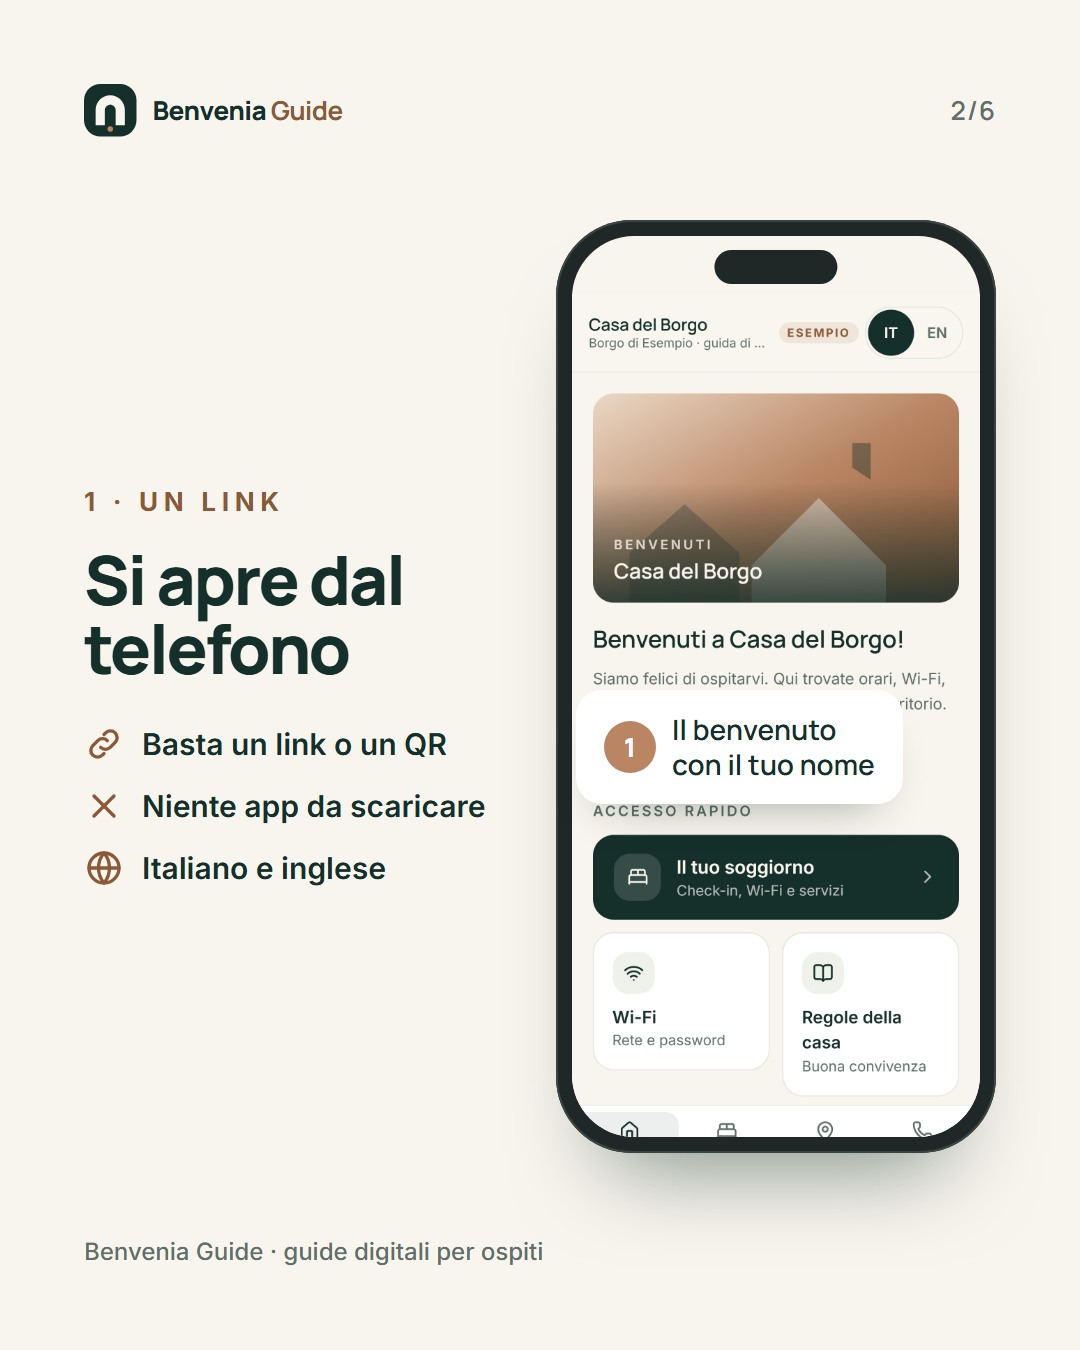 Benvenia Guide
2/6
1 · UN LINK
Si apre dal
telefono
Basta un link o un QR
Niente app da scaricare
Italiano e inglese
Casa del Borgo
Borgo di Esempio · guida di ...
ESEMPIO
IT
EN
BENVENUTI
Casa del Borgo
Benvenuti a Casa del Borgo!
Siamo felici di ospitarvi. Qui trovate orari, Wi-Fi,
1
Il benvenuto
con il tuo nome
ACCESSO RAPIDO
Il tuo soggiorno
Check-in, Wi-Fi e servizi
Wi-Fi
Rete e password
Regole della
casa
Buona convivenza
Benvenia Guide · guide digitali per ospiti